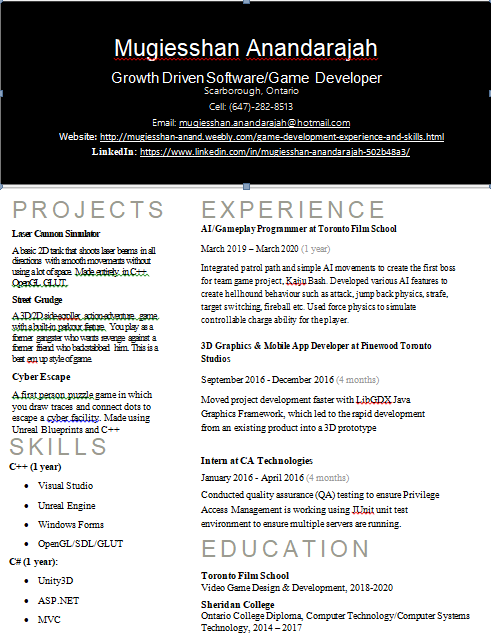 Mugiesshan Anandarajah
Growth Driven Software/Game Developer
Scarborough, Ontario
Cell: (647)-282-8513
Email: mugiesshan.anandarajah@hotmail.com
Website: http://mugiesshan-anand.weebly.com/game-development-experience-and-skills.html
LinkedIn: https://www.linkedin.com/in/mugiesshan-anandarajah-502b48a3/
PROJECTS
Laser Cannon Simulator
A basic 2D tank that shoots laser beams in all
directions with smooth movements without
using a lot of space. Made entirely in C++,
OpenGL GLUT.
Street Grudge
A 3D/2D side-scroller, action-adventure game
with a built-in parkour feature. You play as a
former gangster who wants revenge against a
former friend who backstabbed him. This is a
beat em up style of game.
Cyber Escape
A first person puzzle game in which
you draw traces and connect dots to
escape a cyber facility. Made using
Unreal Blueprints and C++
SKILLS
C++ (1 year)
• Visual Studio
• Unreal Engine
• Windows Forms
• OpenGL/SDL/GLUT
C# (1 year):
• Unity3D
• ASP.NET
• MVC
EXPERIENCE
AI/Gameplay Programmer at Toronto Film School
March 2019 – March 2020 (1 year)
Integrated patrol path and simple AI movements to create the first boss
for team game project, Kaiju Bash. Developed various AI features to
create hellhound behaviour such as attack, jump back physics, strafe,
target switching, fireball etc. Used force physics to simulate
controllable charge ability for the player.
3D Graphics & Mobile App Developer at Pinewood Toronto
Studios
September 2016 - December 2016 (4 months)
Moved project development faster with LibGDX Java
Graphics Framework, which led to the rapid development
from an existing product into a 3D prototype
Intern at CA Technologies
January 2016 - April 2016 (4 months)
Conducted quality assurance (QA) testing to ensure Privilege
Access Management is working using JUnit unit test
environment to ensure multiple servers are running.
EDUCATION
Toronto Film School
Video Game Design & Development, 2018-2020
Sheridan College
Ontario College Diploma, Computer Technology/Computer Systems
Technology, 2014 – 2017